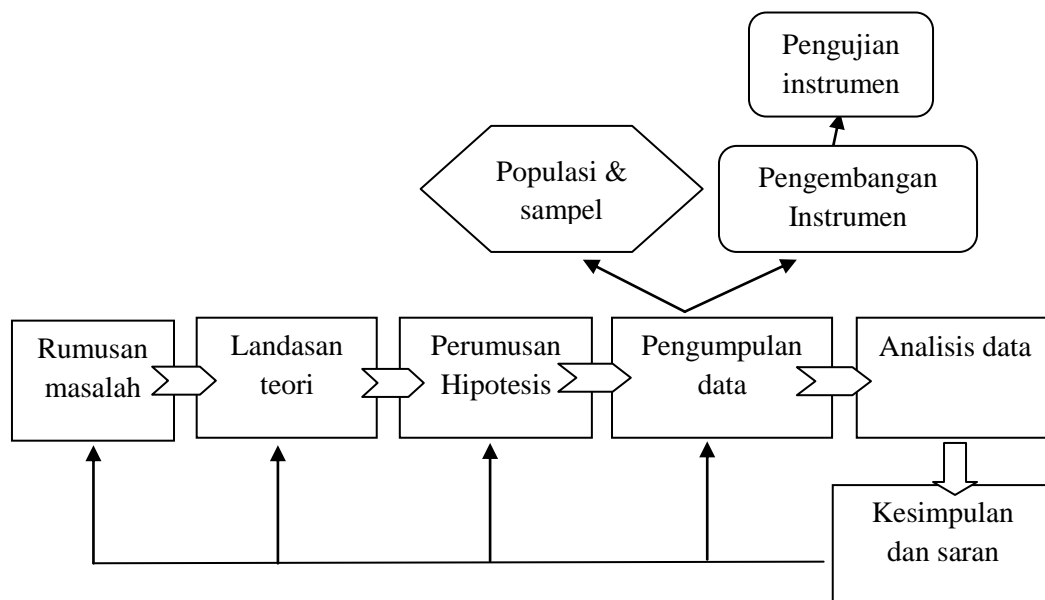 Pengujian
instrumen
Populasi &
sampel
Pengembangan
Instrumen
Rumusan
masalah
Landasan
teori
Perumusan
Hipotesis
Pengumpulan
data
Analisis data
Kesimpulan
dan saran